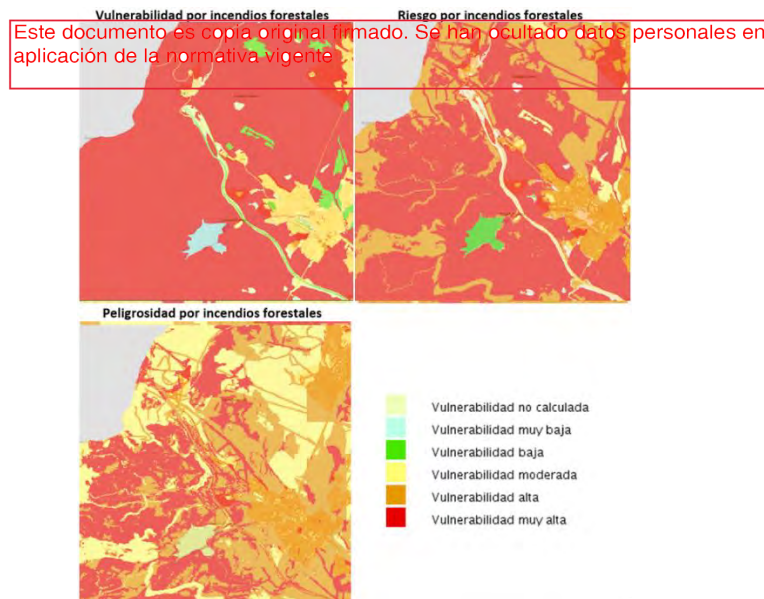 Vulnerabilidad por incendios forestales
Riesgo por incendios forestales
Este documento es copia original firmado. Se han ocultado datos personales en
aplicación de la normativa vigente
Peligrosidad por incendios forestales
Vulnerabilidad no calculada
Vulnerabilidad muy baja
Vulnerabilidad baja
Vulnerabilidad moderada
Vulnerabilidad alta
Vulnerabilidad muy alta